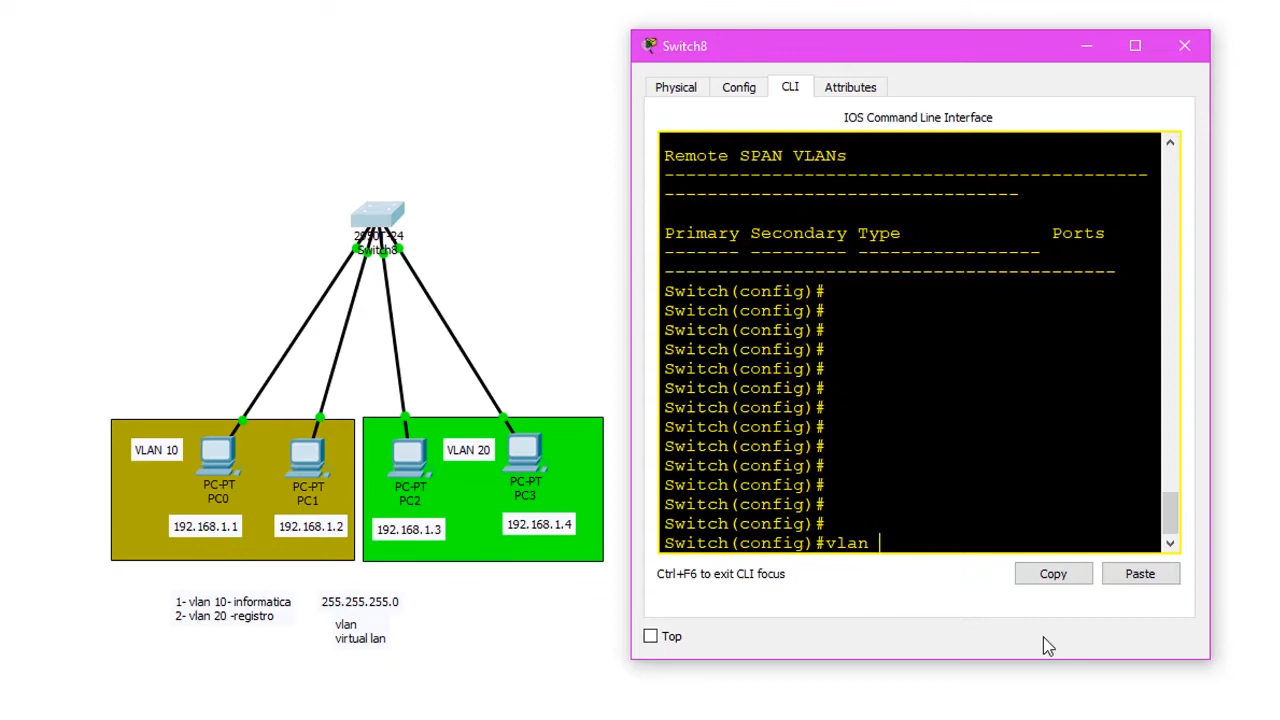 Switch8
Physical Config CLI Attributes
IOS Command Line Interface
Remote SPAN VLANs
---------------------------------------------
---------------------------------
Primary Secondary Type Ports
------- --------- -----------------
------------------------------------------
Switch(config)#
Switch(config)#
Switch(config)#
Switch(config)#
Switch(config)#
Switch(config)#
Switch(config)#
Switch(config)#
Switch(config)#
Switch(config)#
Switch(config)#
Switch(config)#
Switch(config)#
Switch(config)#vlan
Ctrl+F6 to exit CLI focus
Copy Paste
Top
2950T-24
Switch8
VLAN 10
PC-PT
PC0
PC-PT
PC1
192.168.1.1
192.168.1.2
VLAN 20
PC-PT
PC2
PC-PT
PC3
192.168.1.3
192.168.1.4
1- vlan 10- informatica
2- vlan 20 -registro
255.255.255.0
vlan
virtual lan